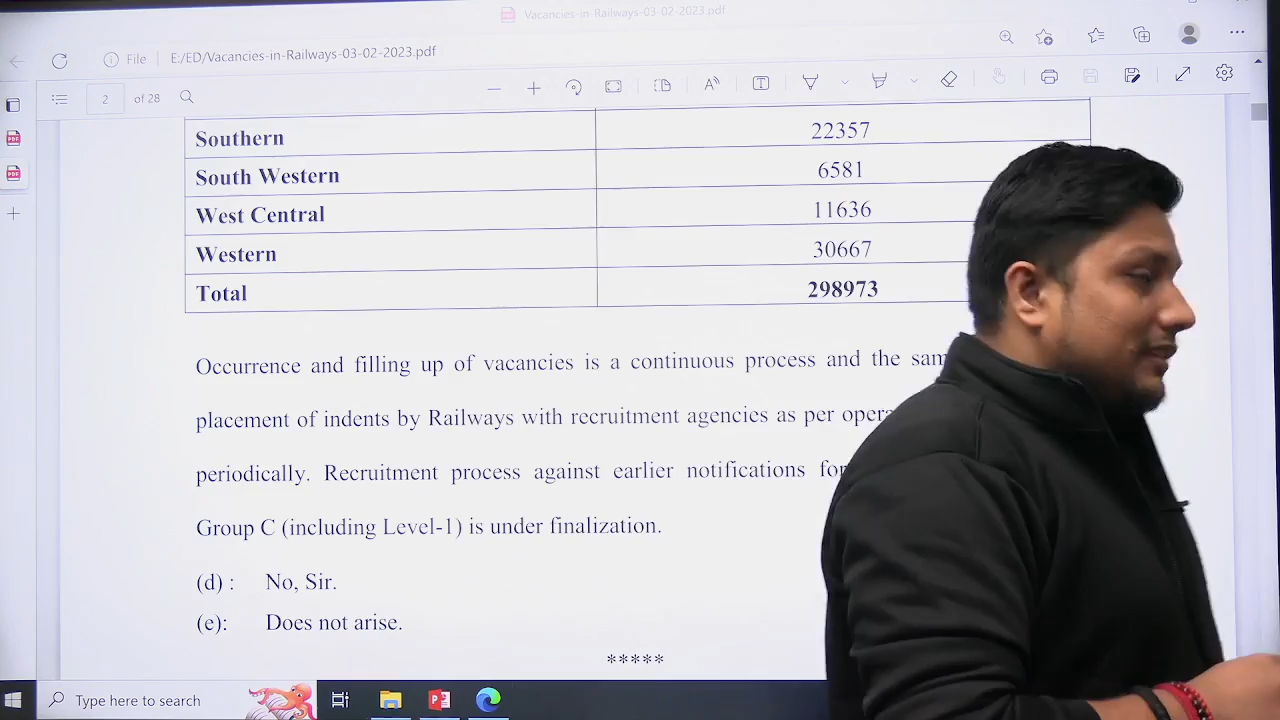 Vacancies-in-Railways-03-02-2023.pdf
File E:/ED/Vacancies-in-Railways-03-02-2023.pdf
2 of 28
Southern 22357
South Western 6581
West Central 11636
Western 30667
Total 298973
Occurrence and filling up of vacancies is a continuous process and the
placement of indents by Railways with recruitment agencies as per
periodically. Recruitment process against earlier notifications
Group C (including Level-1) is under finalization.
(d) : No, Sir.
(e): Does not arise.
*****
Type here to search